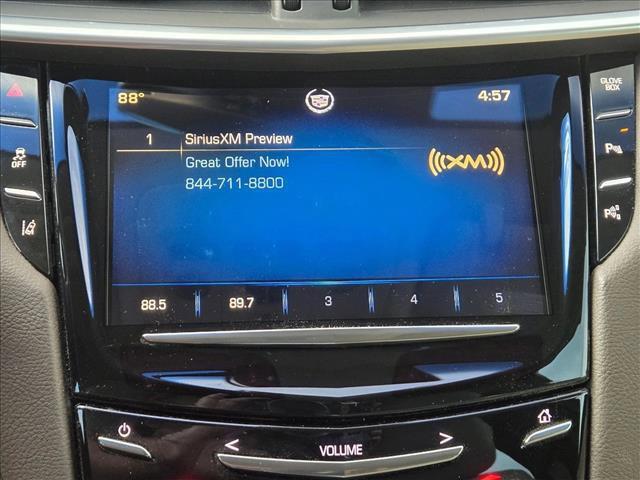 88° 4:57
1 SiriusXM Preview
Great Offer Now!
844-711-8800
((((XM))))
88.5 89.7 3 4 5
GLOVE BOX
OFF
P
P
< VOLUME >